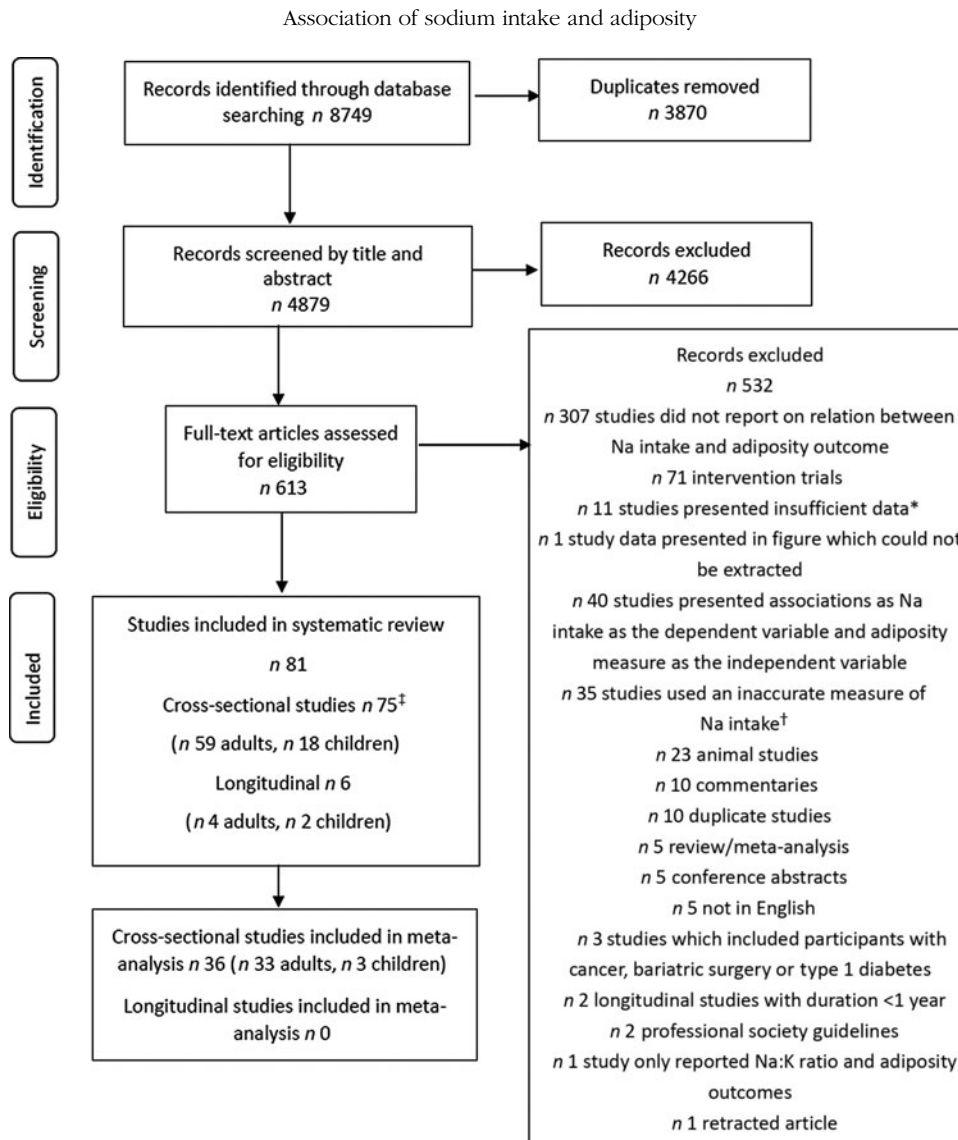 Association of sodium intake and adiposity
Identification
Records identified through database
searching n 8749
Duplicates removed
n 3870
Screening
Records screened by title and
abstract
n 4879
Records excluded
n 4266
Eligibility
Full-text articles assessed
for eligibility
n 613
Records excluded
n 532
n 307 studies did not report on relation between
Na intake and adiposity outcome
n 71 intervention trials
n 11 studies presented insufficient data*
n 1 study data presented in figure which could not
be extracted
n 40 studies presented associations as Na
intake as the dependent variable and adiposity
measure as the independent variable
n 35 studies used an inaccurate measure of
Na intake†
n 23 animal studies
n 10 commentaries
n 10 duplicate studies
n 5 review/meta-analysis
n 5 conference abstracts
n 5 not in English
n 3 studies which included participants with
cancer, bariatric surgery or type 1 diabetes
n 2 longitudinal studies with duration <1 year
n 2 professional society guidelines
n 1 study only reported Na:K ratio and adiposity
outcomes
n 1 retracted article
Included
Studies included in systematic review
n 81
Cross-sectional studies n 75‡
(n 59 adults, n 18 children)
Longitudinal n 6
(n 4 adults, n 2 children)
Cross-sectional studies included in meta-
analysis n 36 (n 33 adults, n 3 children)
Longitudinal studies included in meta-
analysis n 0